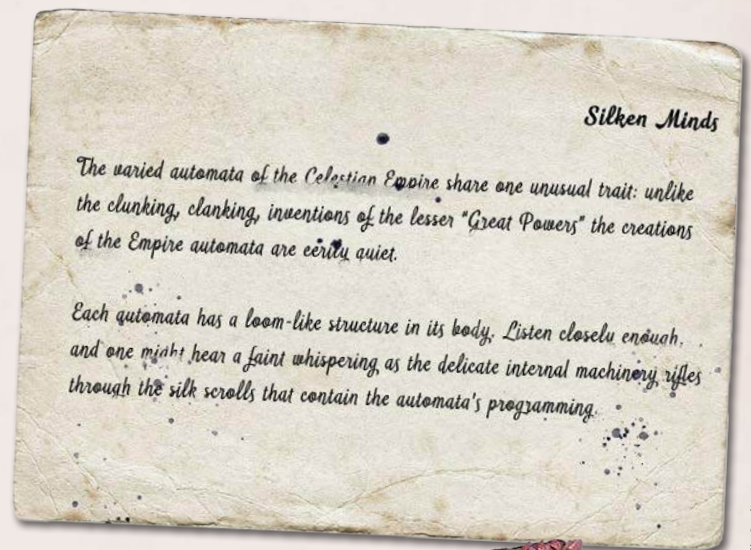 Silken Minds
The varied automata of the Celestian Empire share one unusual trait: unlike
the clunking, clanking, inventions of the lesser "Great Powers" the creations
of the Empire automata are eerily quiet.
Each automata has a loom-like structure in its body. Listen closely enough,
and one might hear a faint whispering as the delicate internal machinery rifles
through the silk scrolls that contain the automata's programming.